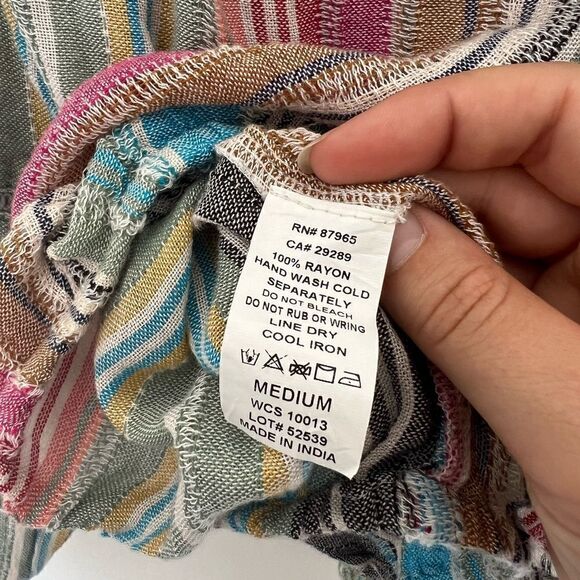 RN# 87965
CA# 29289
100% RAYON
HAND WASH COLD
SEPARATELY
DO NOT BLEACH
DO NOT RUB OR WRING
LINE DRY
COOL IRON
MEDIUM
WCS 10013
LOT# 52539
MADE IN INDIA